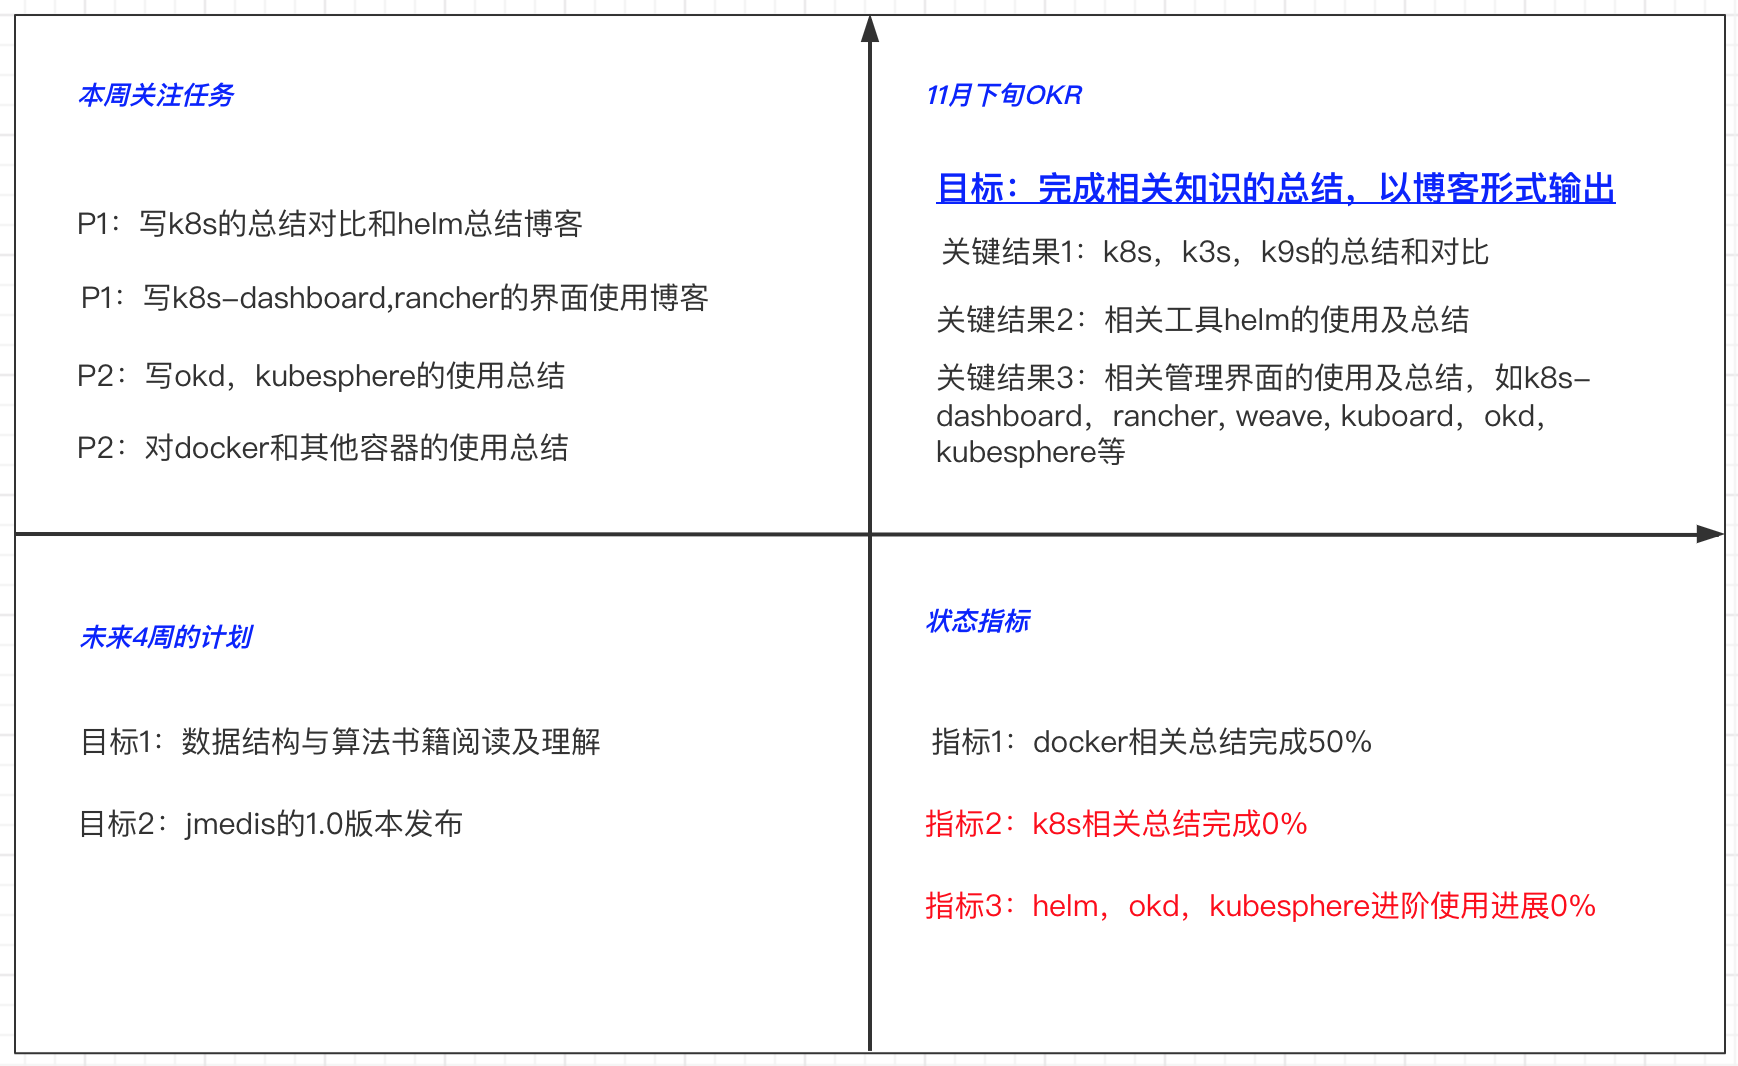 本周关注任务
P1：写k8s的总结对比和helm总结博客
P1：写k8s-dashboard,rancher的界面使用博客
P2：写okd，kubesphere的使用总结
P2：对docker和其他容器的使用总结
11月下旬OKR
目标：完成相关知识的总结，以博客形式输出
关键结果1：k8s，k3s，k9s的总结和对比
关键结果2：相关工具helm的使用及总结
关键结果3：相关管理界面的使用及总结，如k8s-
dashboard，rancher, weave, kuboard，okd,
kubesphere等
未来4周的计划
目标1：数据结构与算法书籍阅读及理解
目标2：jmedis的1.0版本发布
状态指标
指标1：docker相关总结完成50%
指标2：k8s相关总结完成0%
指标3：helm，okd，kubesphere进阶使用进展0%